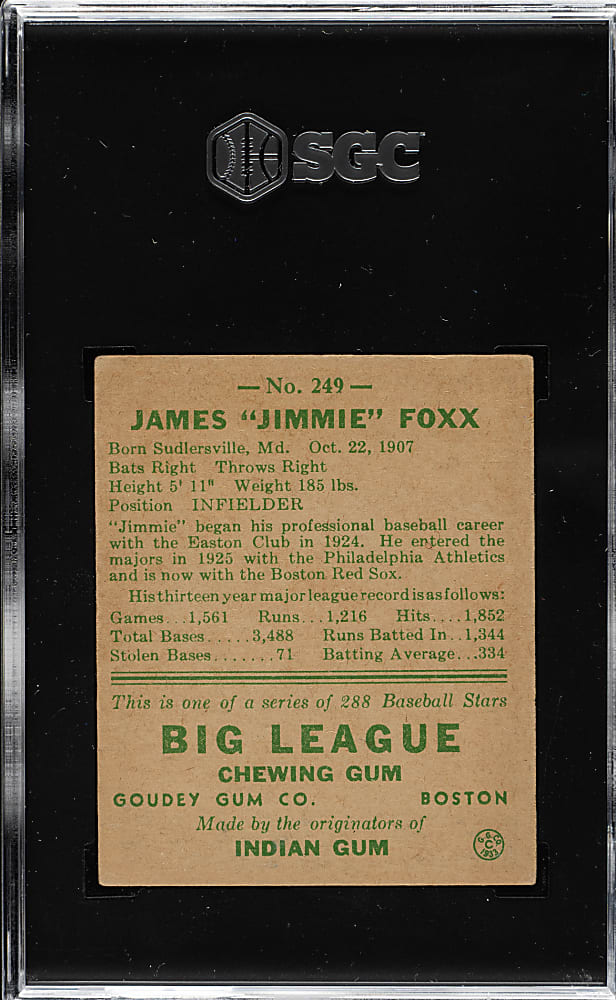 SGC
— No. 249 —
JAMES "JIMMIE" FOXX
Born Sudlersville, Md. Oct. 22, 1907
Bats Right Throws Right
Height 5' 11" Weight 185 lbs.
Position INFIELDER
"Jimmie" began his professional baseball career
with the Easton Club in 1924. He entered the
majors in 1925 with the Philadelphia Athletics
and is now with the Boston Red Sox.
His thirteen year major league record is as follows:
Games...1,561 Runs...1,216 Hits....1,852
Total Bases.....3,488 Runs Batted In..1,344
Stolen Bases.......71 Batting Average...334
This is one of a series of 288 Baseball Stars
BIG LEAGUE
CHEWING GUM
GOUDEY GUM CO. BOSTON
Made by the originators of
INDIAN GUM
G.G.CO.
C
1933